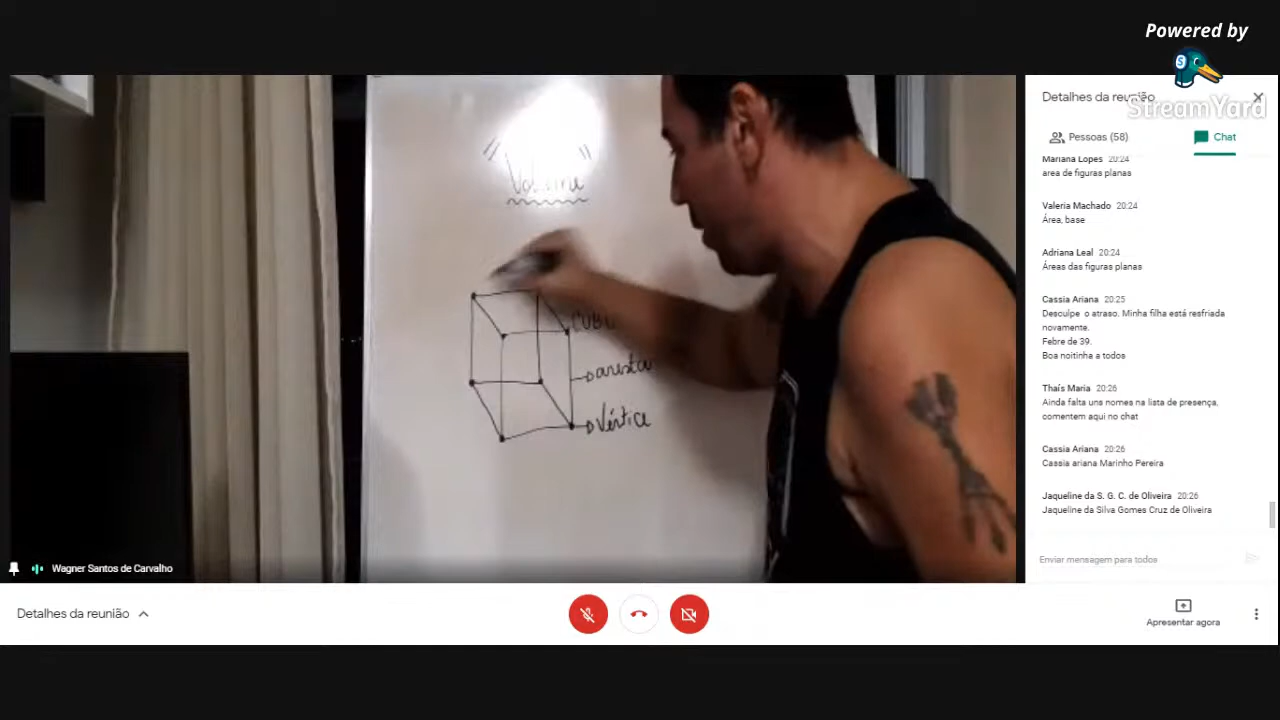 Powered by
StreamYard
" Volume "
CUBO
aresta
Vértice
Wagner Santos de Carvalho
Detalhes da reunião
Pessoas (58)
Chat
Mariana Lopes 20:24
area de figuras planas
Valeria Machado 20:24
Área, base
Adriana Leal 20:24
Áreas das figuras planas
Cassia Ariana 20:25
Desculpe o atraso. Minha filha está resfriada
novamente.
Febre de 39.
Boa noitinha a todos
Thaís Maria 20:26
Ainda falta uns nomes na lista de presença,
comentem aqui no chat
Cassia Ariana 20:26
Cassia ariana Marinho Pereira
Jaqueline da S. G. C. de Oliveira 20:26
Jaqueline da Silva Gomes Cruz de Oliveira
Enviar mensagem para todos
Detalhes da reunião
Apresentar agora